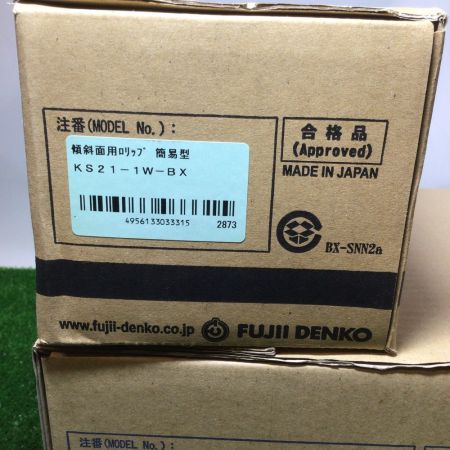 注番(MODEL No.):
傾斜面用ロリップ 簡易型
KS21-1W-BX
4956133033315 2873
合格品
(Approved)
MADE IN JAPAN
BX-SNN2a
www.fujii-denko.co.jp FUJII DENKO
注番(MODEL No.):